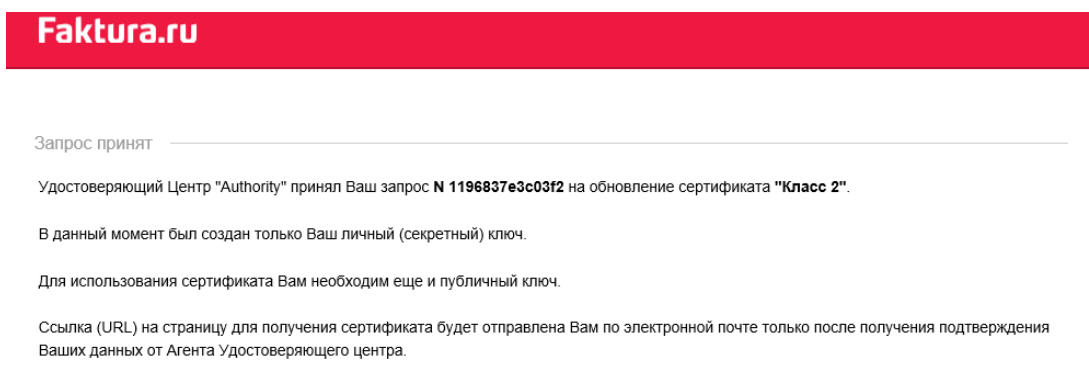 Faktura.ru
Запрос принят
Удостоверяющий Центр "Authority" принял Ваш запрос N 1196837e3c03f2 на обновление сертификата "Класс 2".
В данный момент был создан только Ваш личный (секретный) ключ.
Для использования сертификата Вам необходим еще и публичный ключ.
Ссылка (URL) на страницу для получения сертификата будет отправлена Вам по электронной почте только после получения подтверждения
Ваших данных от Агента Удостоверяющего центра.